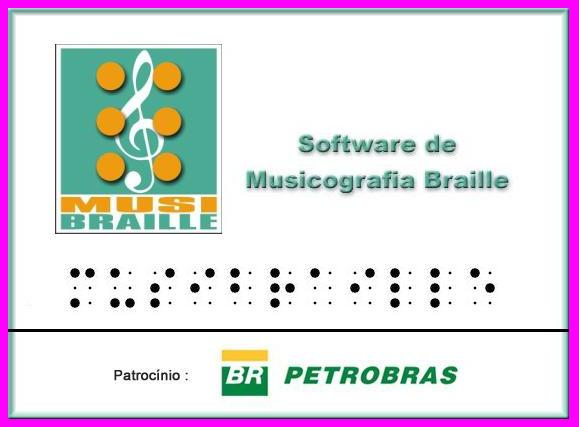 MUSI
BRAILLE
Software de
Musicografia Braille
⠍⠥⠎⠊⠃⠗⠁⠊⠇⠇⠑
Patrocínio : BR PETROBRAS